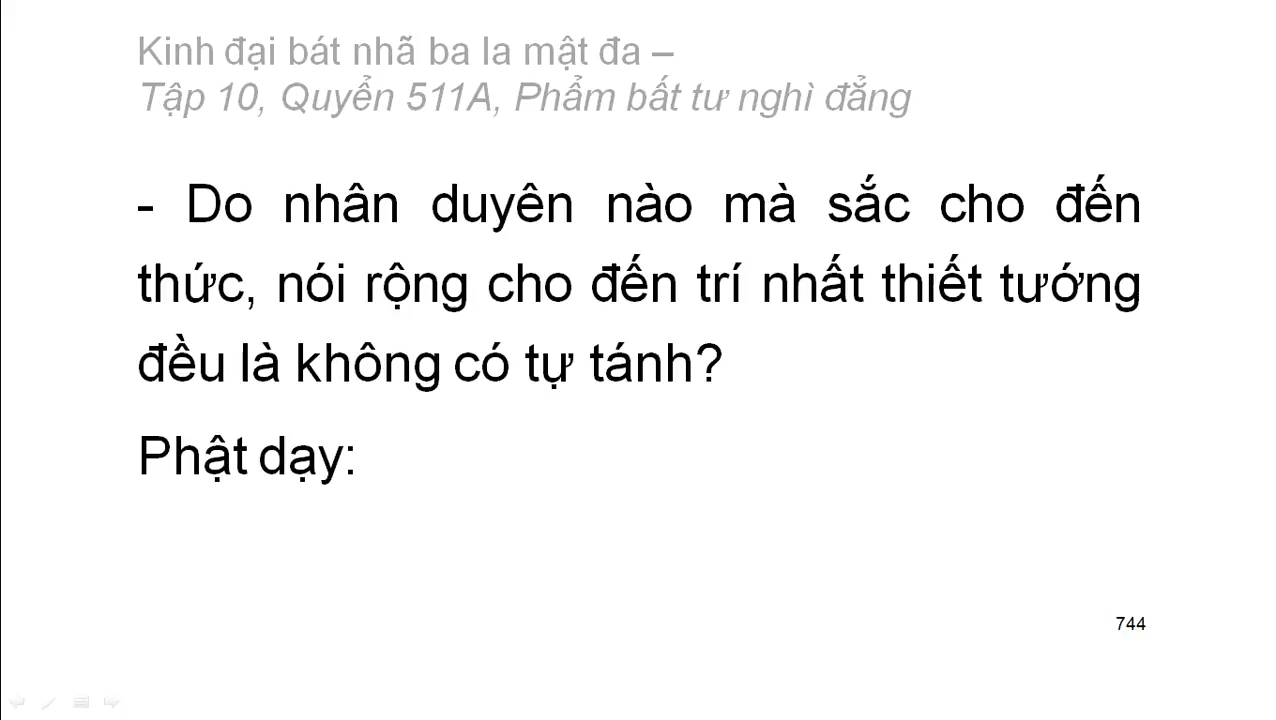 Kinh đại bát nhã ba la mật đa –
Tập 10, Quyển 511A, Phẩm bất tư nghì đẳng
- Do nhân duyên nào mà sắc cho đến
thức, nói rộng cho đến trí nhất thiết tướng
đều là không có tự tánh?
Phật dạy:
744